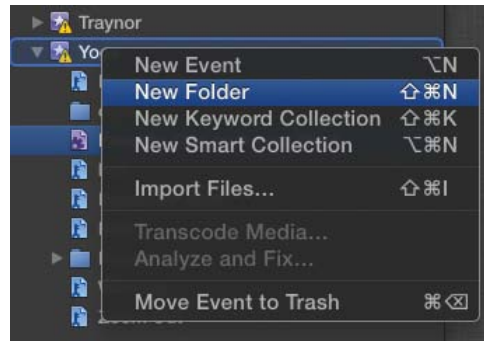 Traynor
Yo
New Event ⌥N
New Folder ⇧⌘N
New Keyword Collection ⇧⌘K
New Smart Collection ⌥⌘N
Import Files... ⇧⌘I
Transcode Media...
Analyze and Fix...
Move Event to Trash ⌘⌫